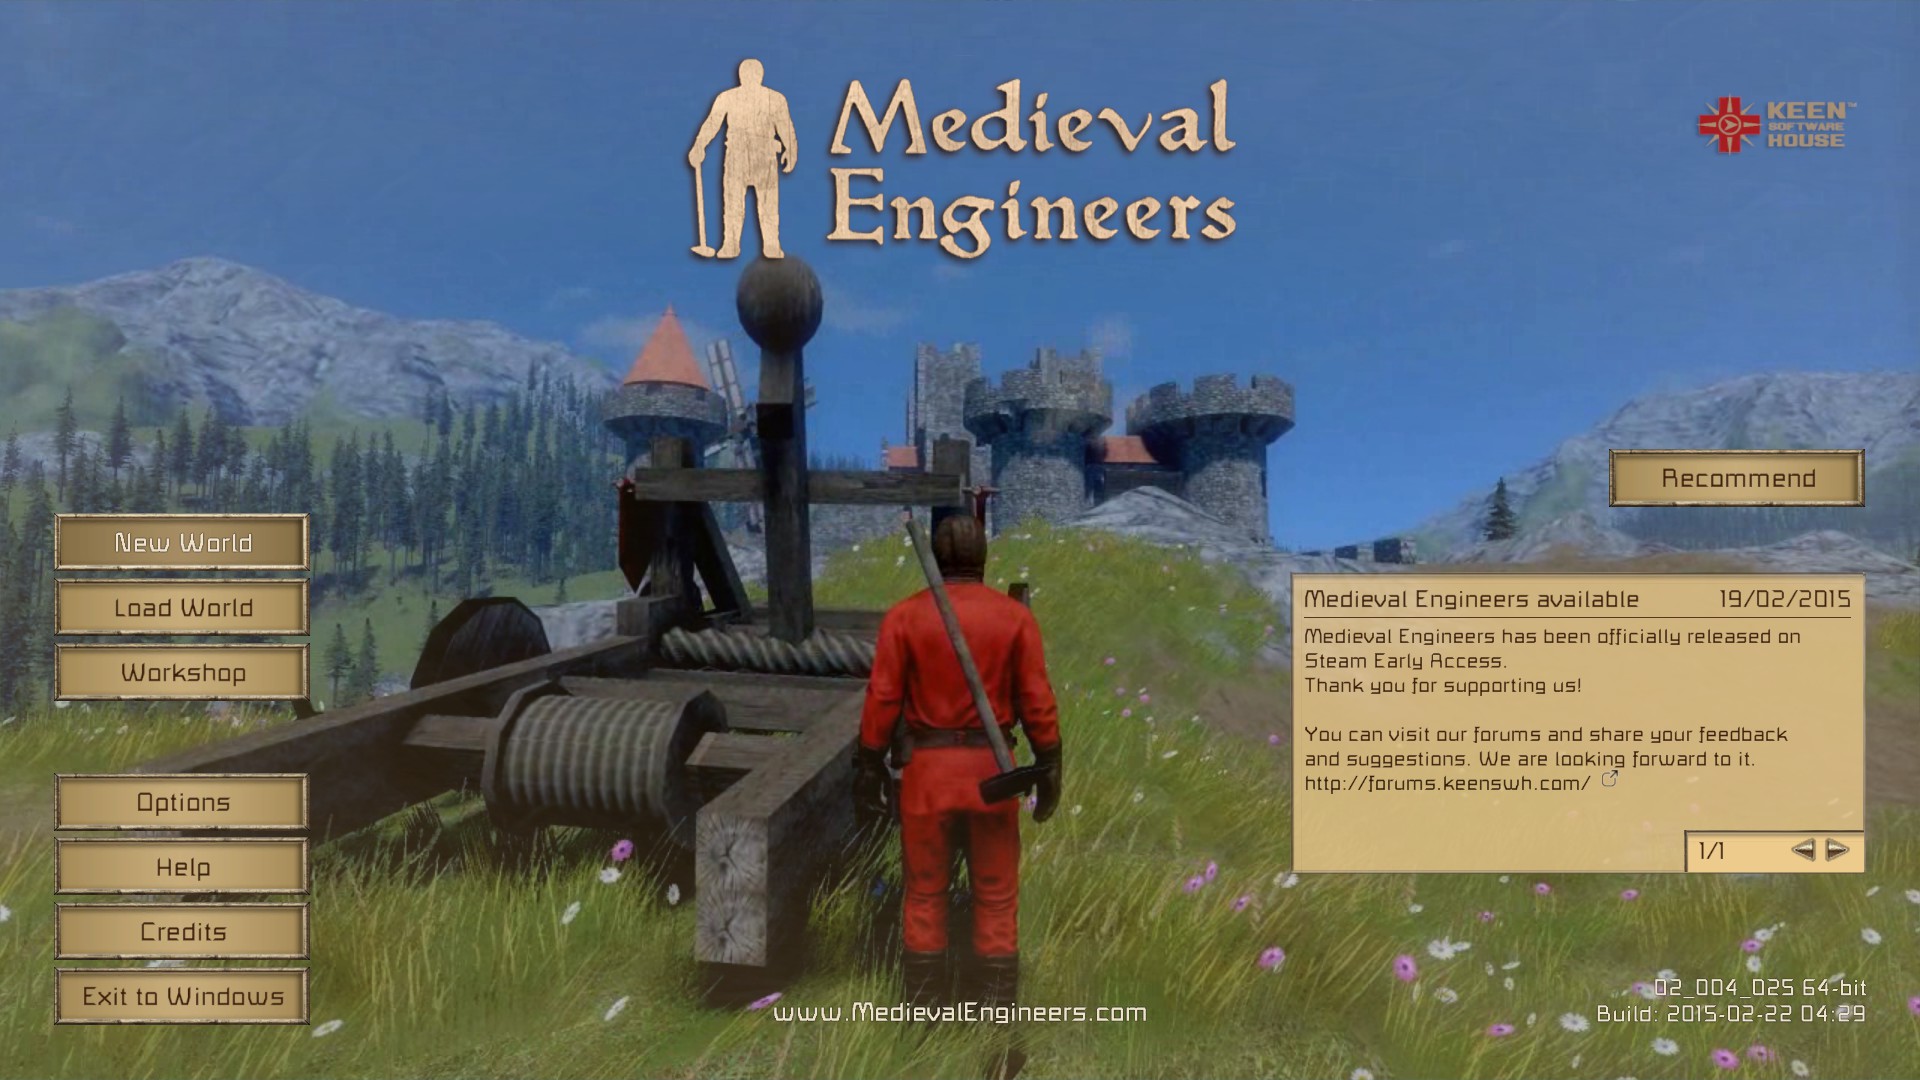 Medieval
Engineers
KEEN™
SOFTWARE
HOUSE
Recommend
New World
Load World
Workshop
Options
Help
Credits
Exit to Windows
Medieval Engineers available 19/02/2015
Medieval Engineers has been officially released on
Steam Early Access.
Thank you for supporting us!
You can visit our forums and share your feedback
and suggestions. We are looking forward to it.
http://forums.keenswh.com/
1/1
www.MedievalEngineers.com
02_004_025 64-bit
Build: 2015-02-22 04:29